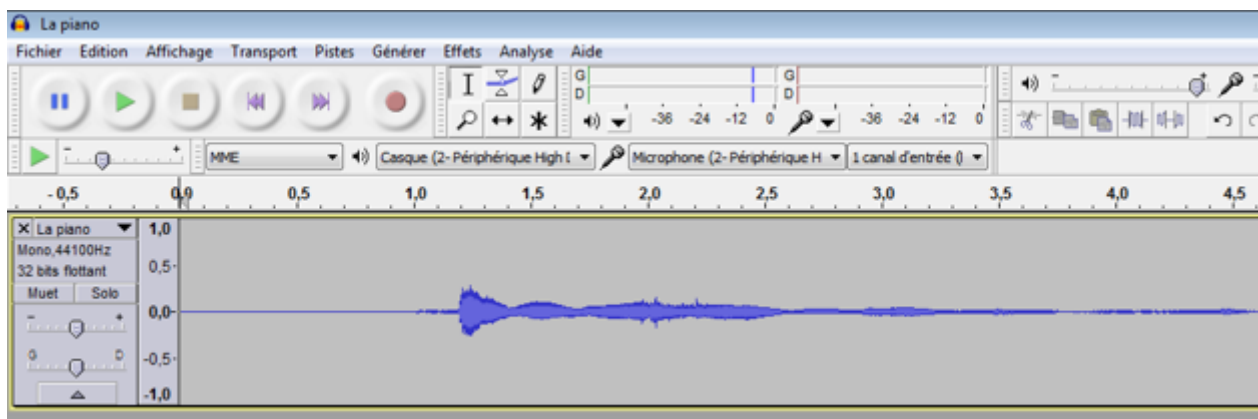 La piano
Fichier Edition Affichage Transport Pistes Générer Effets Analyse Aide
G G
D D
-36 -24 -12 0 -36 -24 -12 0
MME Casque (2- Périphérique High Microphone (2- Périphérique H 1 canal d'entrée
- 0,5 0,0 0,5 1,0 1,5 2,0 2,5 3,0 3,5 4,0 4,5
La piano 1,0
Mono,44100Hz
32 bits flottant 0,5
Muet Solo
- + 0,0
G D -0,5
-1,0